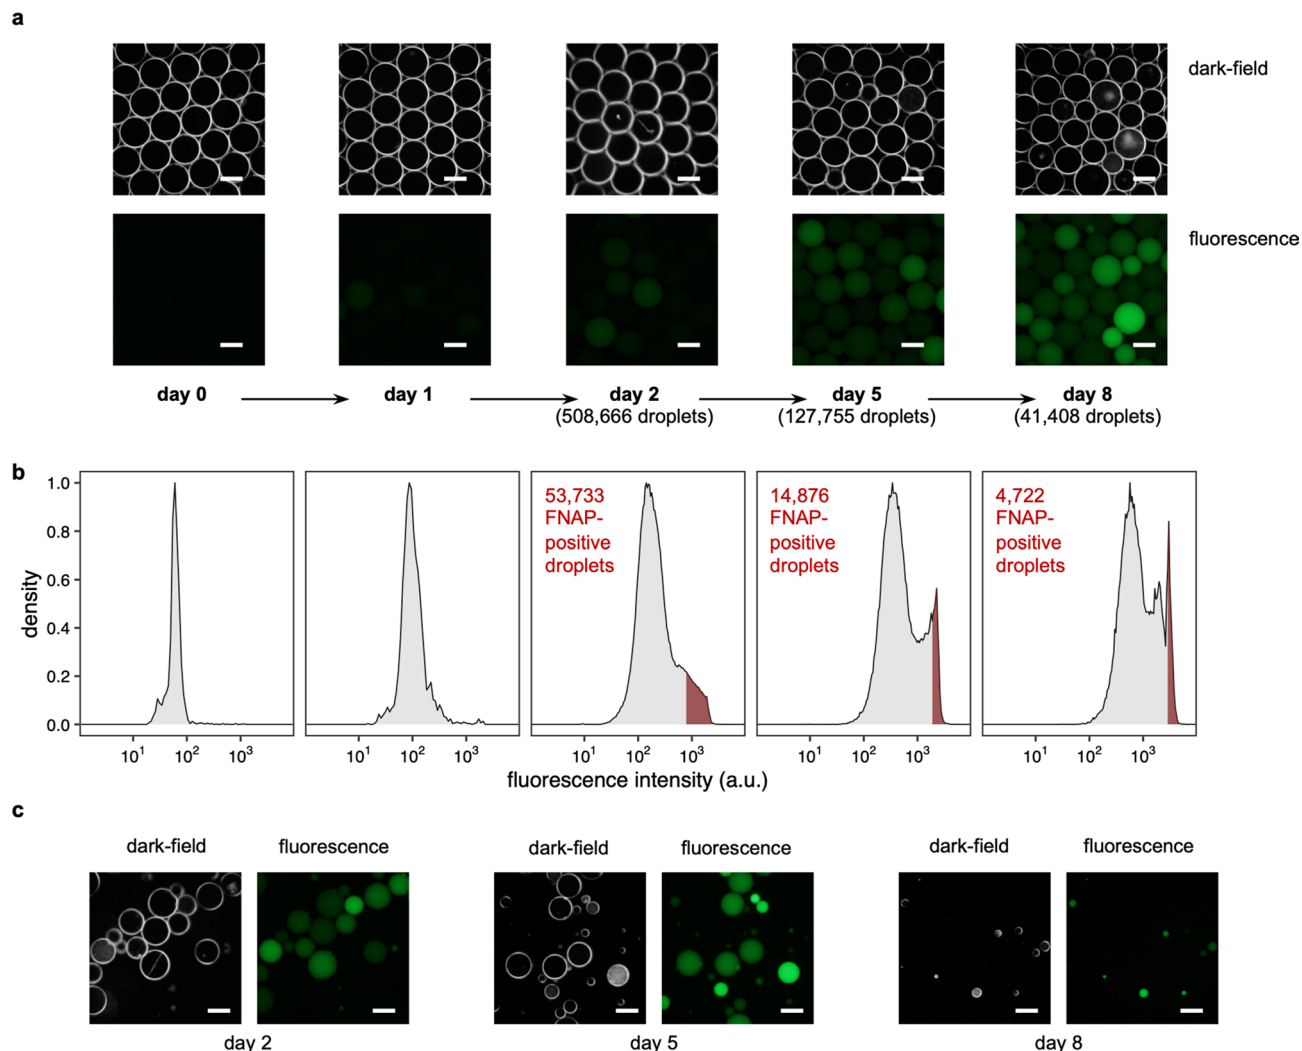 a
dark-field
fluorescence
day 0
day 1
day 2
(508,666 droplets)
day 5
(127,755 droplets)
day 8
(41,408 droplets)
b
density
1.0
0.8
0.6
0.4
0.2
0.0
53,733
FNAP-
positive
droplets
14,876
FNAP-
positive
droplets
4,722
FNAP-
positive
droplets
10¹ 10² 10³
10¹ 10² 10³
10¹ 10² 10³
10¹ 10² 10³
10¹ 10² 10³
fluorescence intensity (a.u.)
c
dark-field fluorescence
dark-field fluorescence
dark-field fluorescence
day 2
day 5
day 8